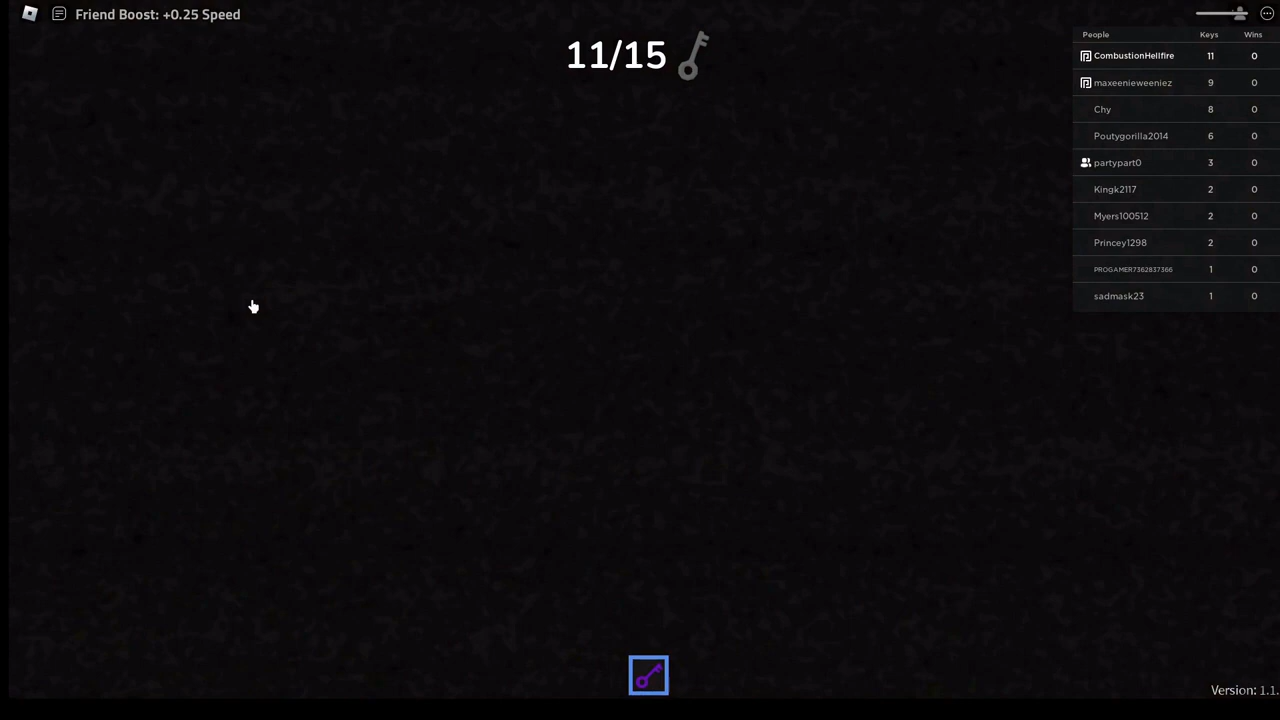 Friend Boost: +0.25 Speed
11/15
People Keys Wins
CombustionHellfire 11 0
maxeenieweeniez 9 0
Chy 8 0
Poutygorilla2014 6 0
partypart0 3 0
Kingk2117 2 0
Myers100512 2 0
Princey1298 2 0
PROGAMER7362837366 1 0
sadmask23 1 0
Version: 1.1.